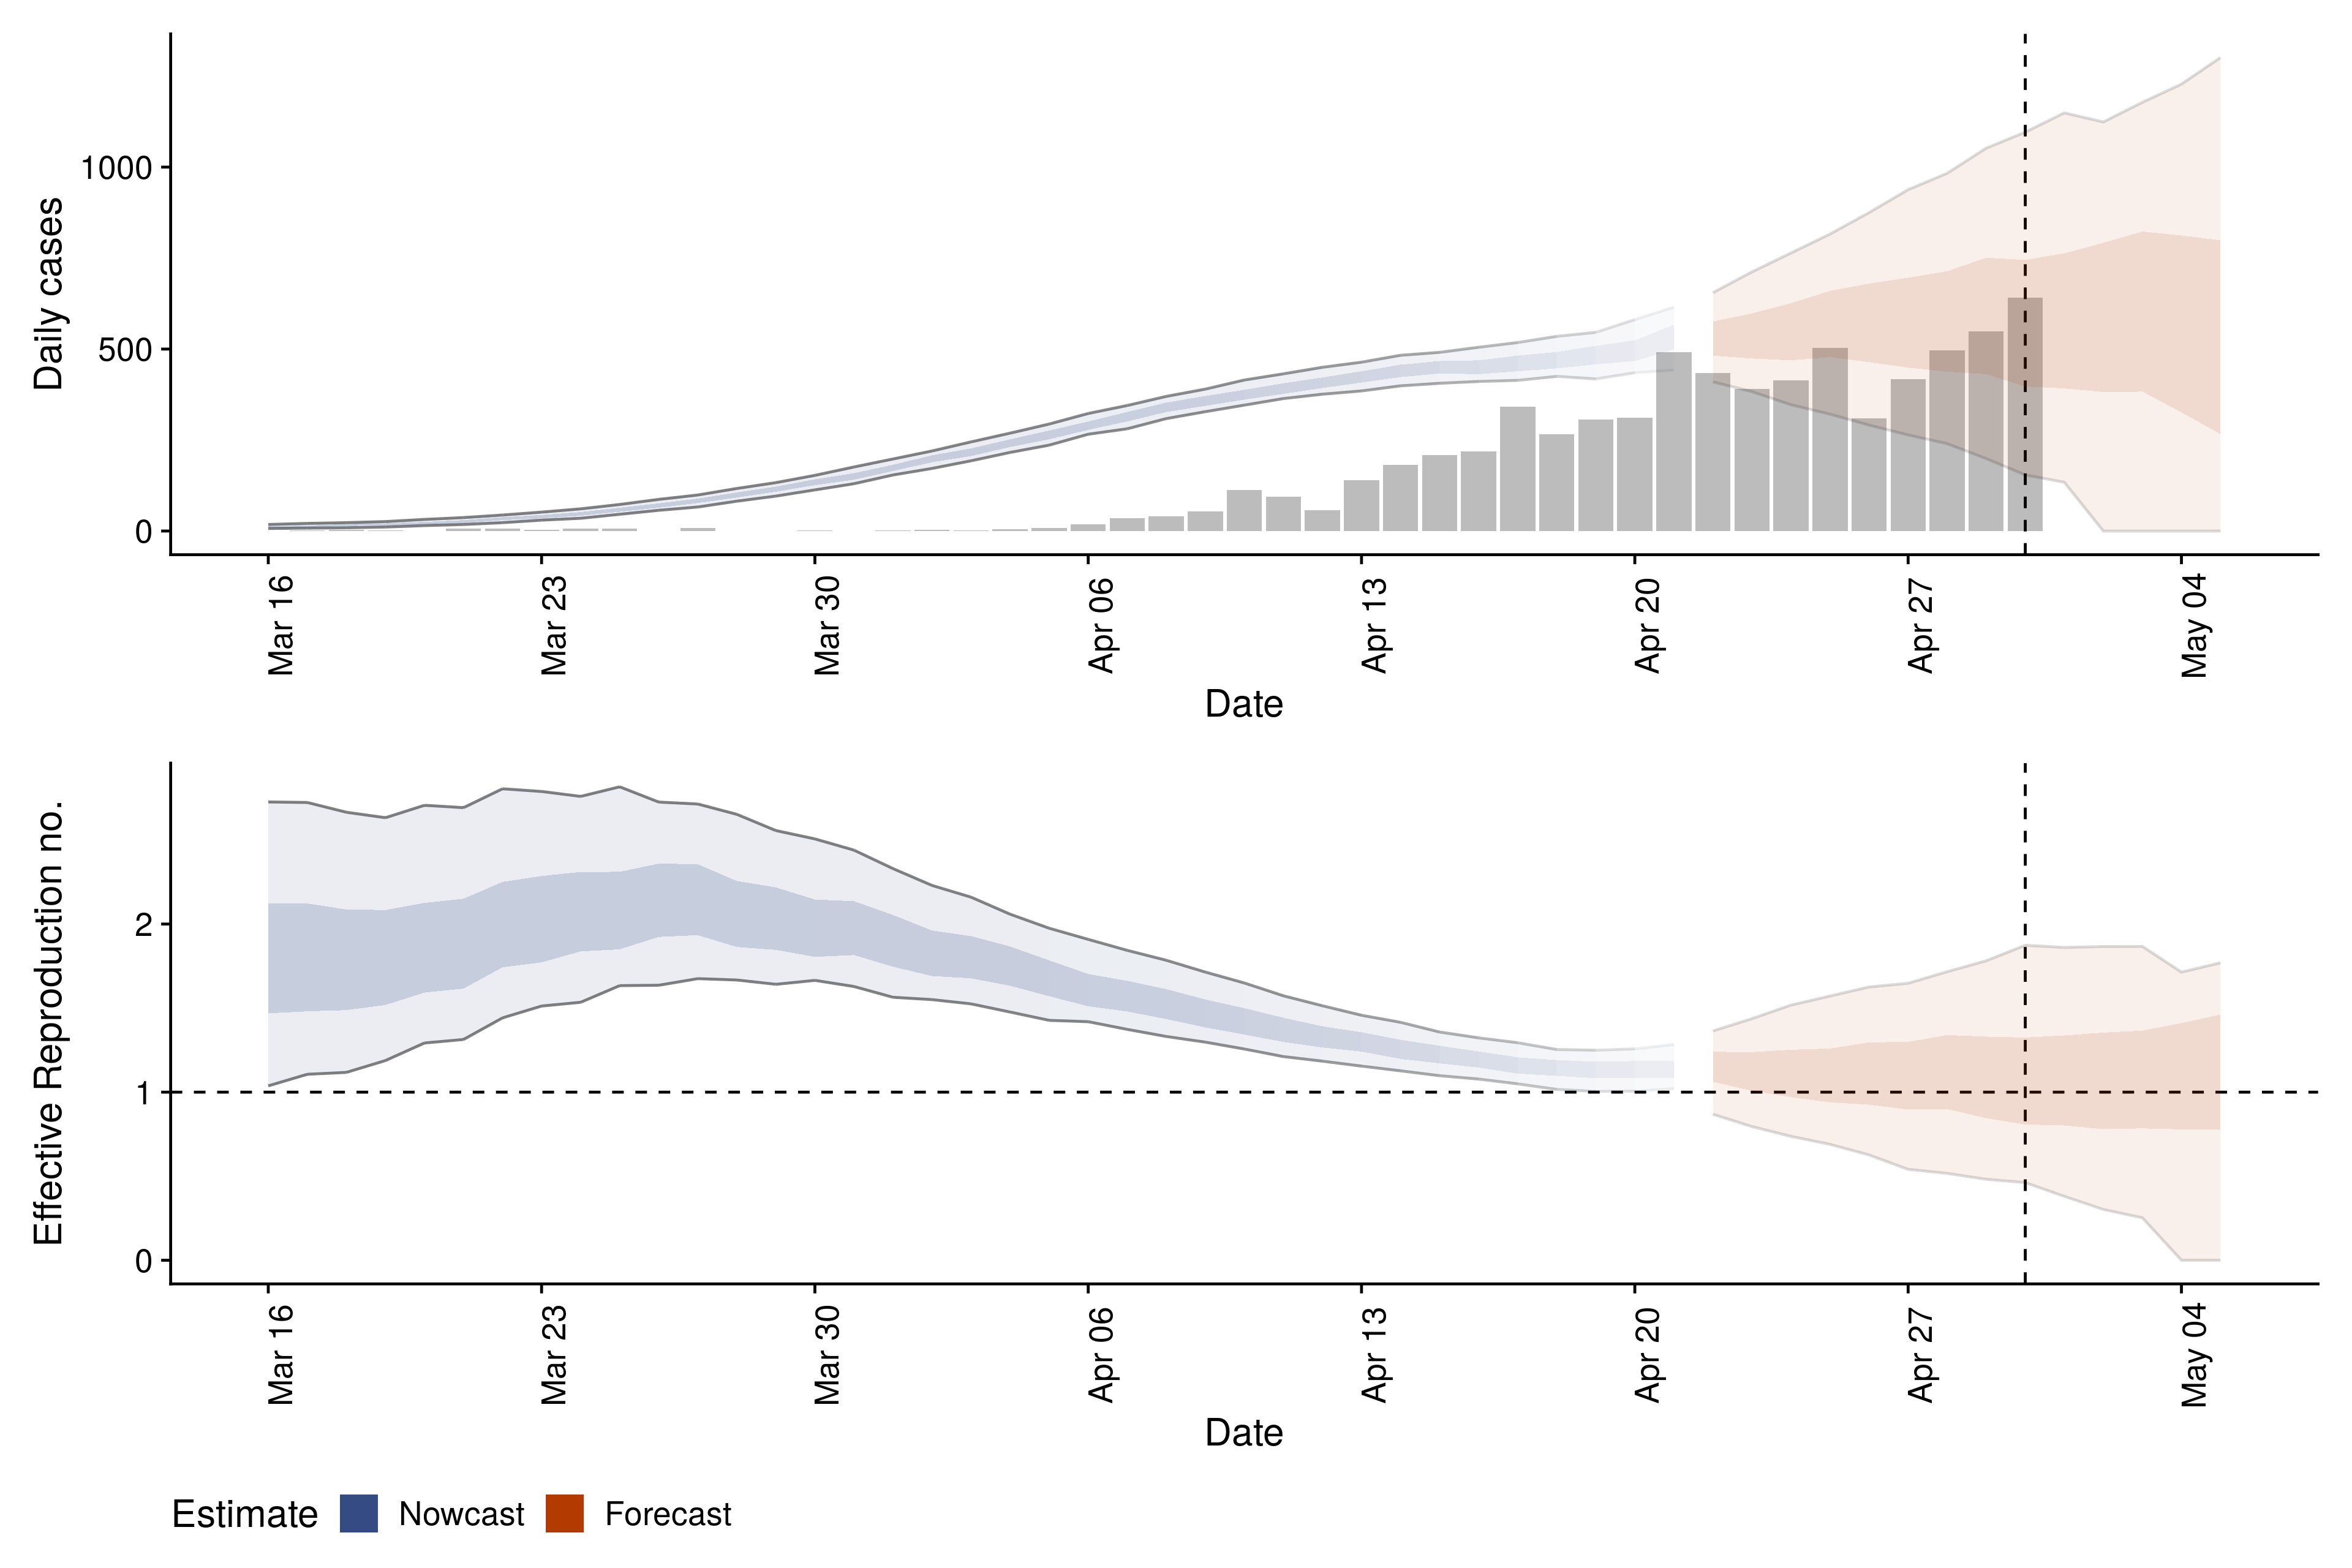 Daily cases
1000
500
0
Mar 16 Mar 23 Mar 30 Apr 06 Apr 13 Apr 20 Apr 27 May 04
Date
Effective Reproduction no.
2
1
0
Mar 16 Mar 23 Mar 30 Apr 06 Apr 13 Apr 20 Apr 27 May 04
Date
Estimate Nowcast Forecast